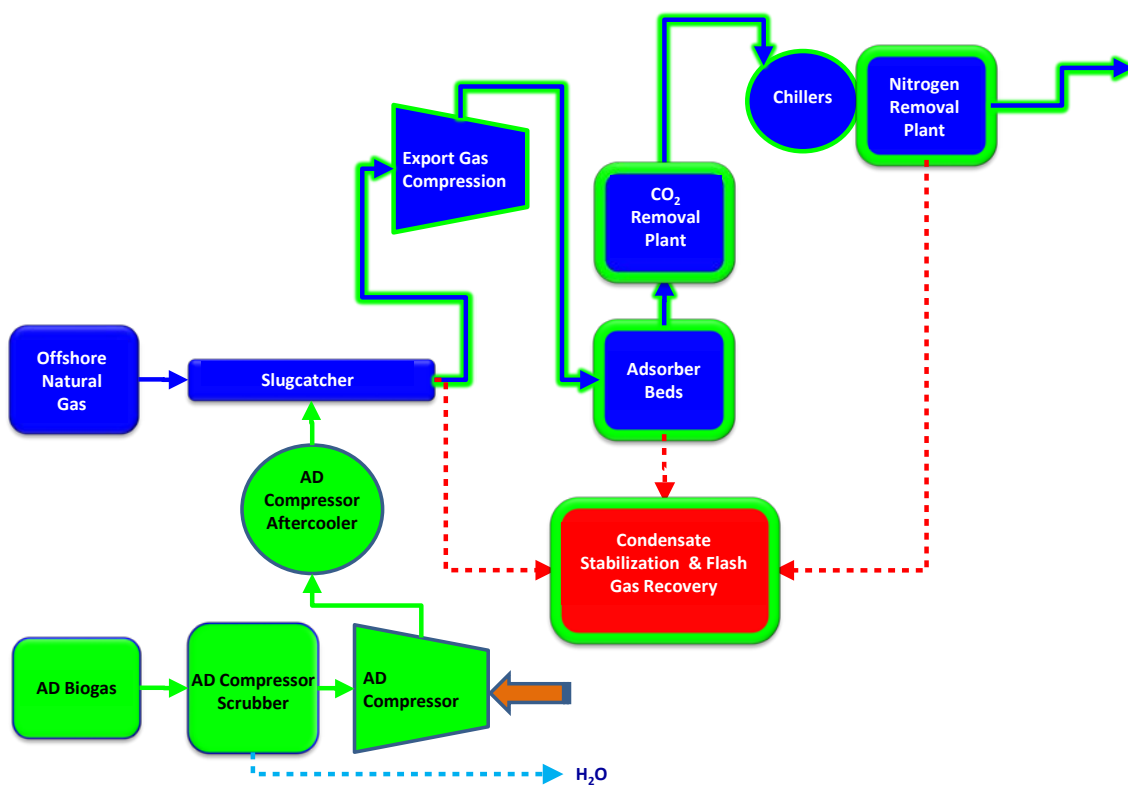 Chillers
Nitrogen
Removal
Plant
Export Gas
Compression
CO₂
Removal
Plant
Offshore
Natural
Gas
Slugcatcher
Adsorber
Beds
AD
Compressor
Aftercooler
Condensate
Stabilization & Flash
Gas Recovery
AD Biogas
AD Compressor
Scrubber
AD
Compressor
H₂O